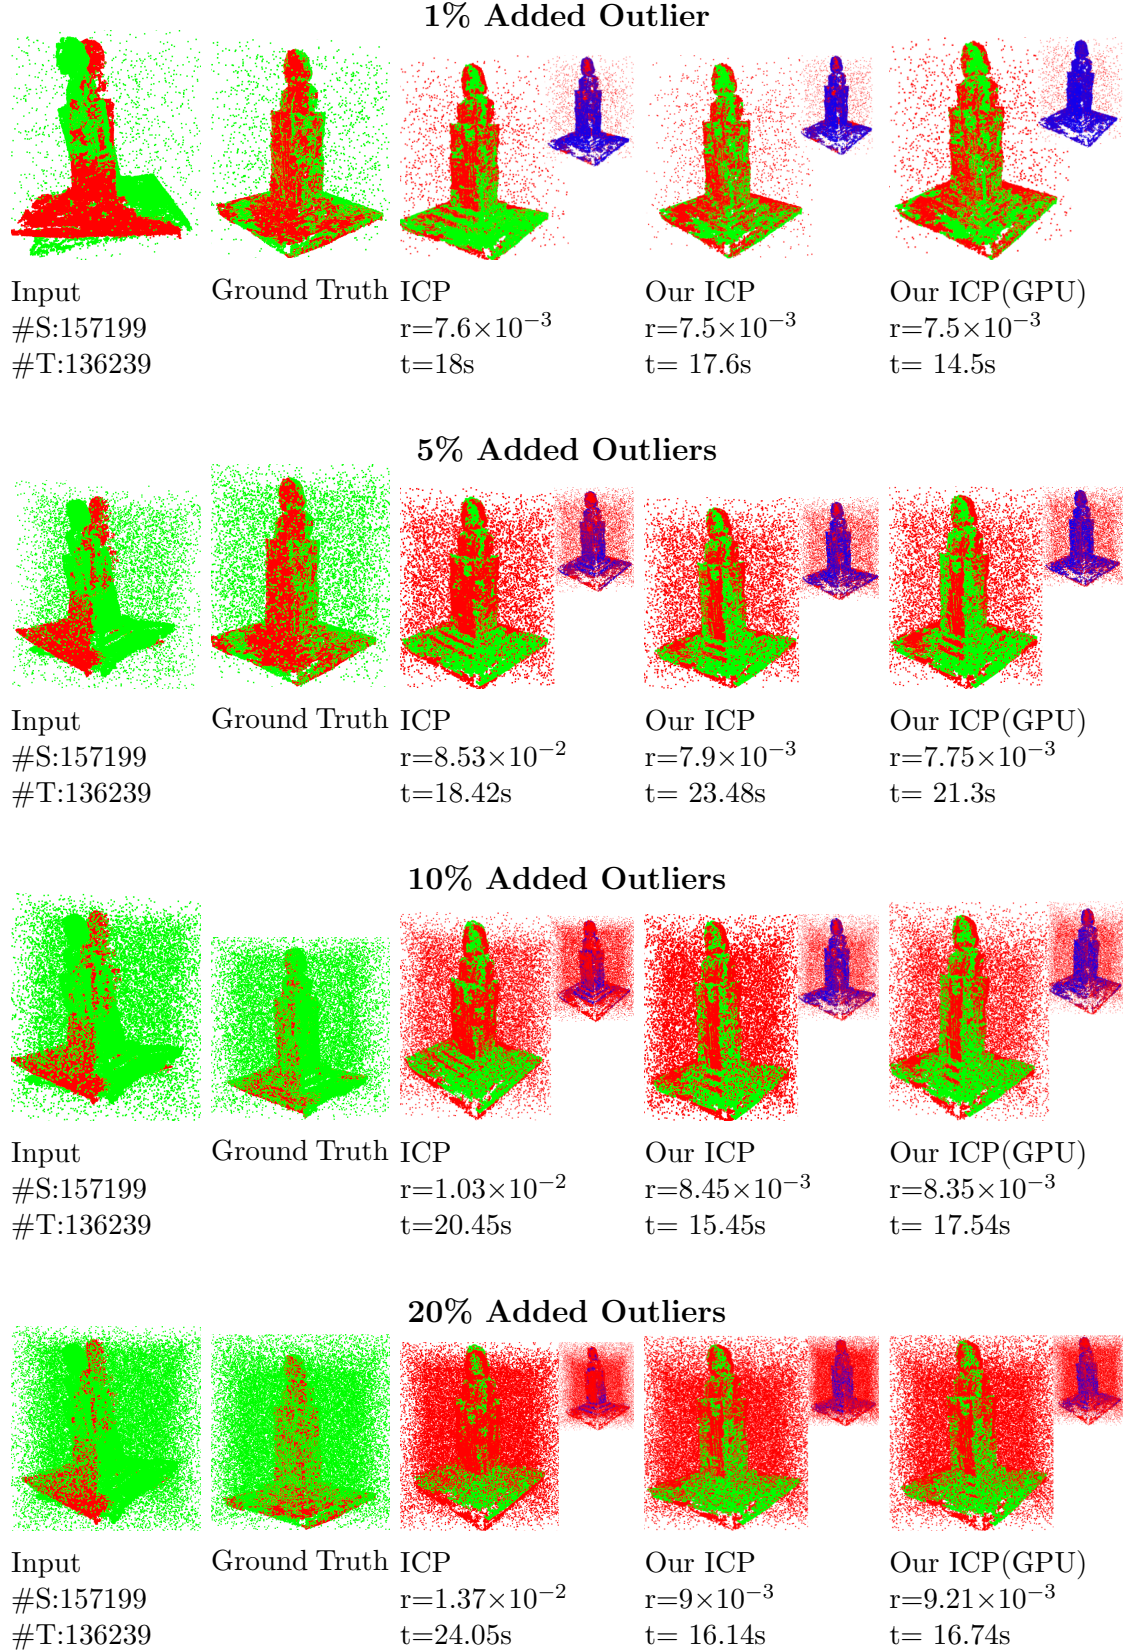 1% Added Outlier
Input
#S:157199
#T:136239
Ground Truth
ICP
r=7.6×10⁻³
t=18s
Our ICP
r=7.5×10⁻³
t= 17.6s
Our ICP(GPU)
r=7.5×10⁻³
t= 14.5s
5% Added Outliers
Input
#S:157199
#T:136239
Ground Truth
ICP
r=8.53×10⁻²
t=18.42s
Our ICP
r=7.9×10⁻³
t= 23.48s
Our ICP(GPU)
r=7.75×10⁻³
t= 21.3s
10% Added Outliers
Input
#S:157199
#T:136239
Ground Truth
ICP
r=1.03×10⁻²
t=20.45s
Our ICP
r=8.45×10⁻³
t= 15.45s
Our ICP(GPU)
r=8.35×10⁻³
t= 17.54s
20% Added Outliers
Input
#S:157199
#T:136239
Ground Truth
ICP
r=1.37×10⁻²
t=24.05s
Our ICP
r=9×10⁻³
t= 16.14s
Our ICP(GPU)
r=9.21×10⁻³
t= 16.74s